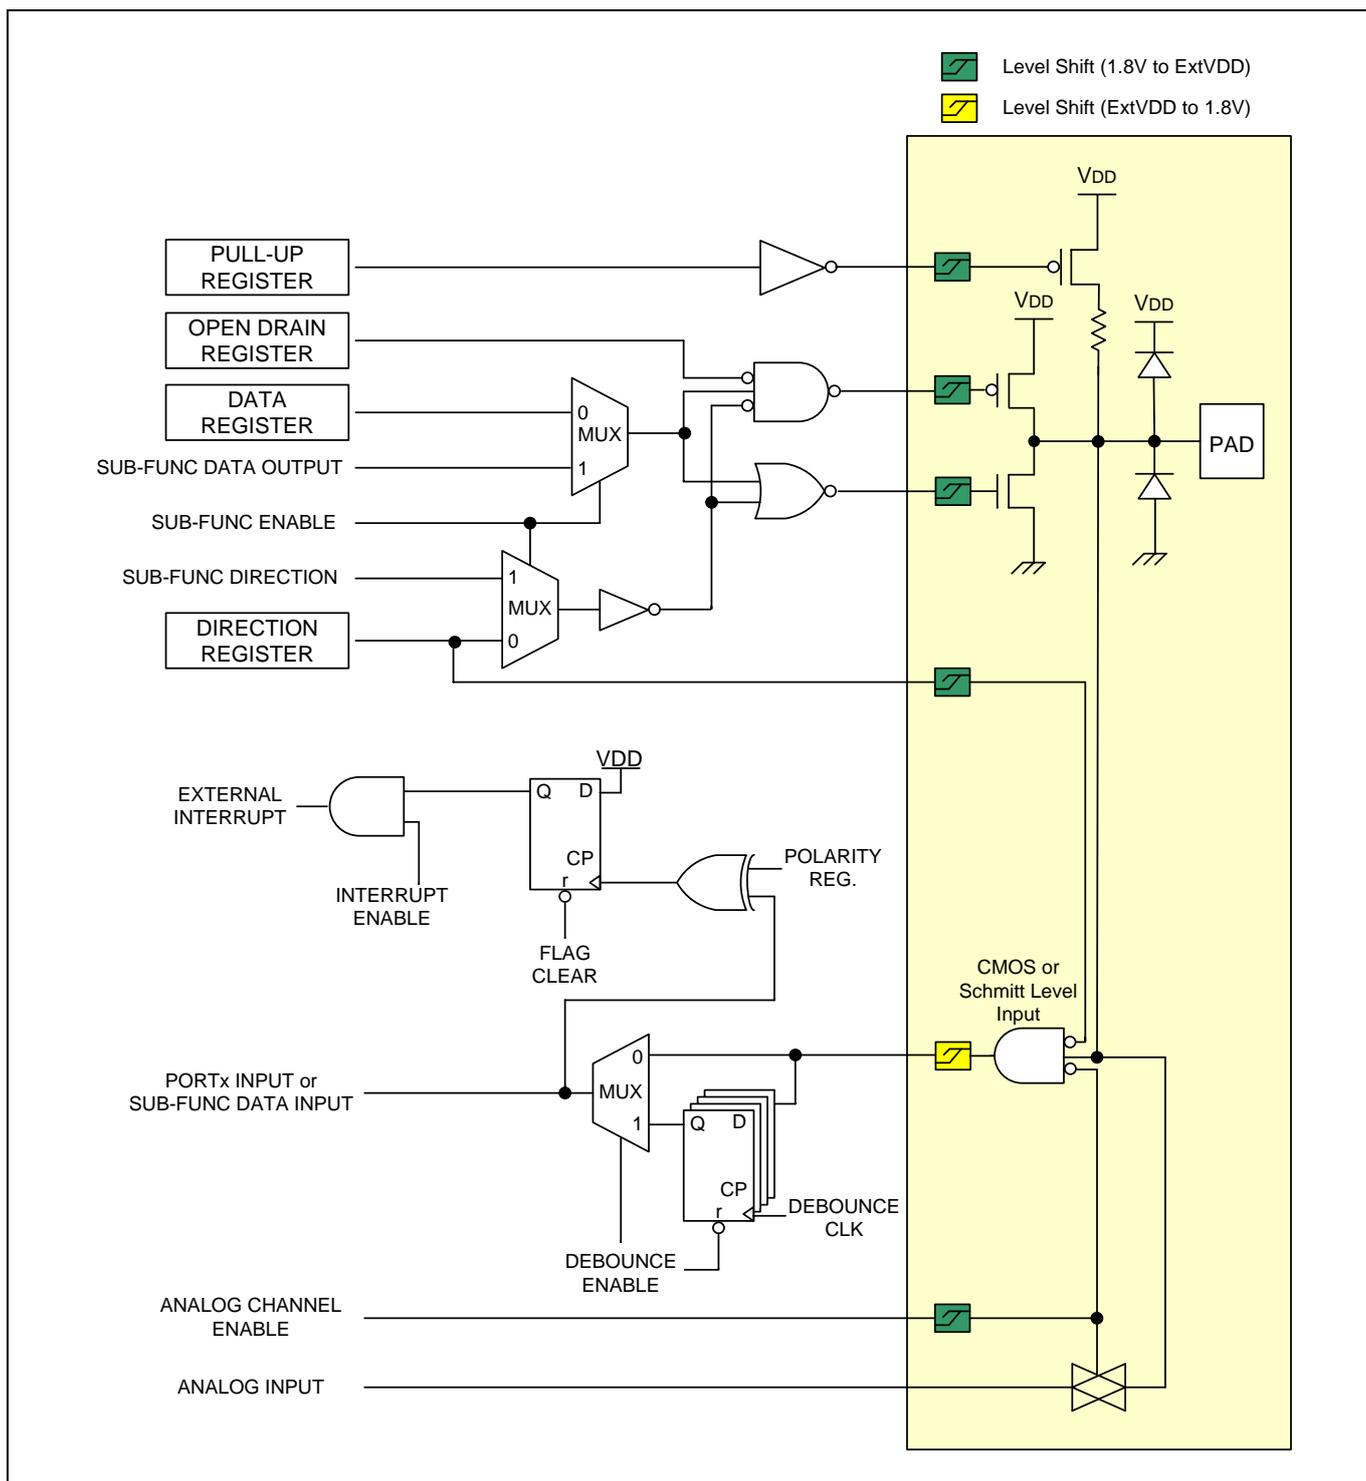 Level Shift (1.8V to ExtVDD)
Level Shift (ExtVDD to 1.8V)
VDD
PULL-UP
REGISTER
VDD
VDD
OPEN DRAIN
REGISTER
DATA
REGISTER
0
MUX
1
PAD
SUB-FUNC DATA OUTPUT
SUB-FUNC ENABLE
SUB-FUNC DIRECTION
1
MUX
0
DIRECTION
REGISTER
VDD
Q D
CP
r
EXTERNAL
INTERRUPT
INTERRUPT
ENABLE
POLARITY
REG.
FLAG
CLEAR
CMOS or
Schmitt Level
Input
0
MUX
1
PORTx INPUT or
SUB-FUNC DATA INPUT
Q D
CP
r
DEBOUNCE
CLK
DEBOUNCE
ENABLE
ANALOG CHANNEL
ENABLE
ANALOG INPUT